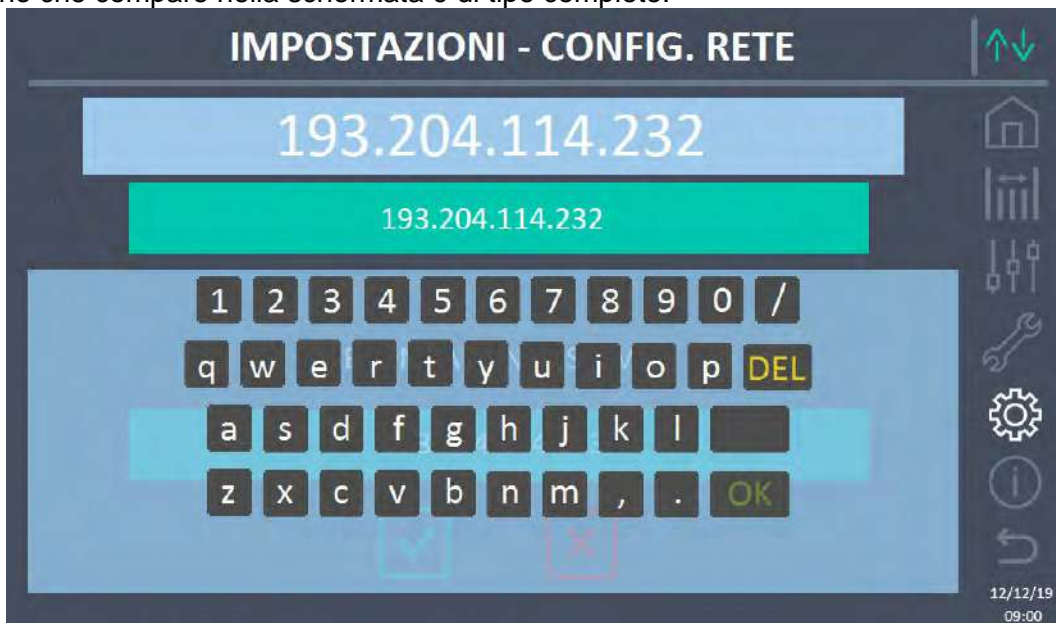 IMPOSTAZIONI - CONFIG. RETE
193.204.114.232
193.204.114.232
1 2 3 4 5 6 7 8 9 0 /
q w e r t y u i o p DEL
a s d f g h j k l
z x c v b n m , . OK
12/12/19
09:00